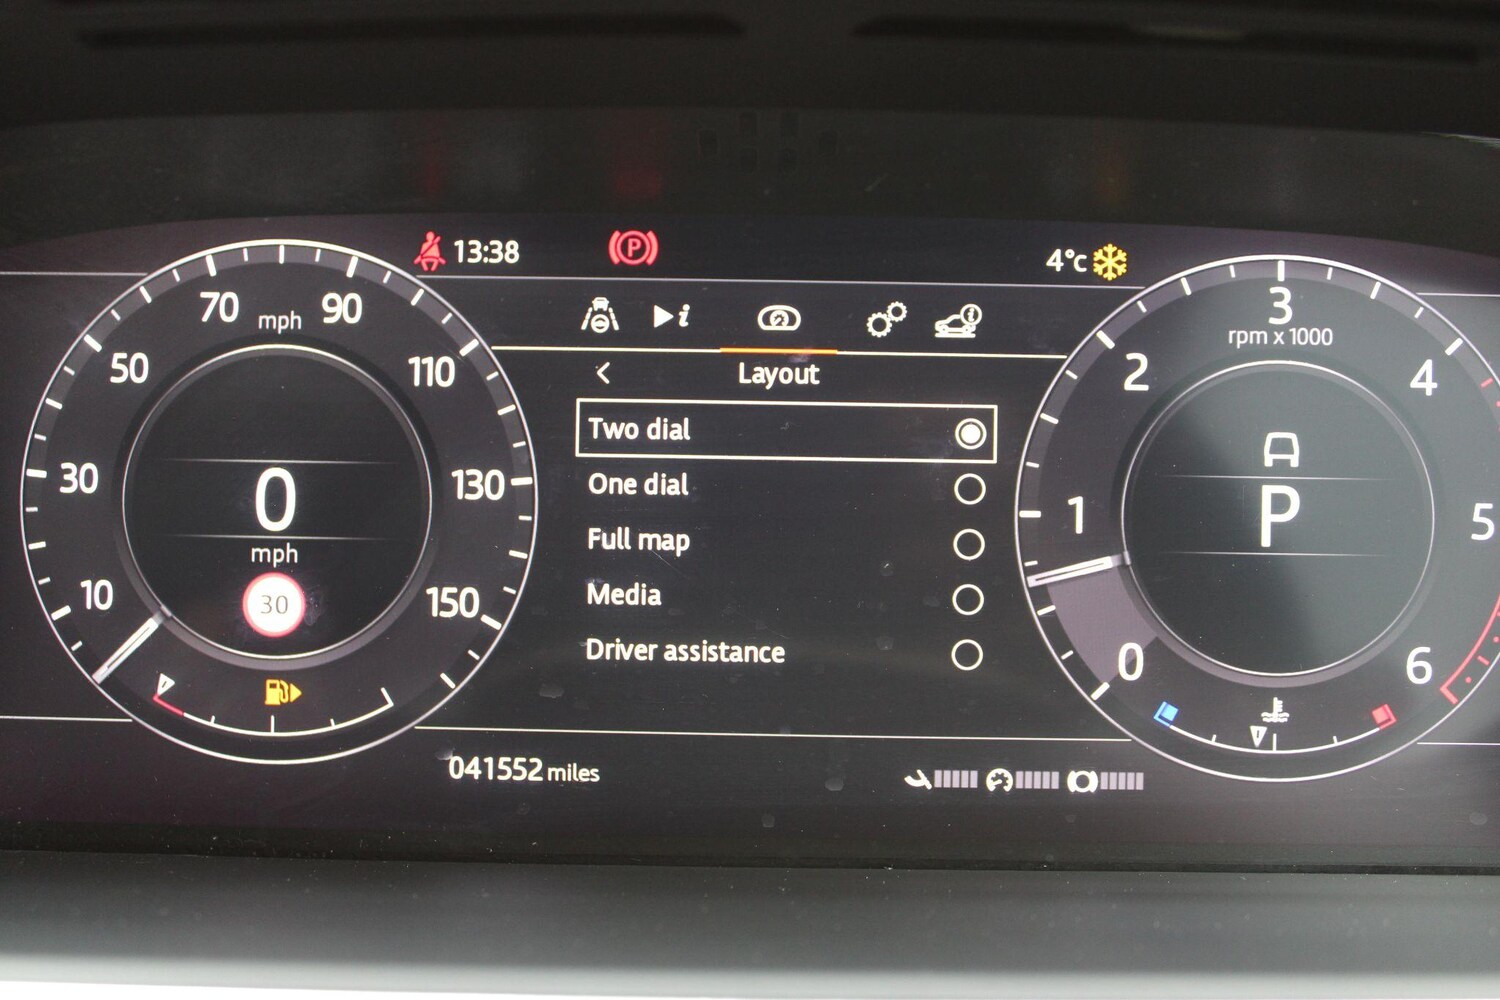 13:38
P
4°C
70 mph 90
50
110
30
130
10
150
0
mph
30
i
i
Layout
Two dial
One dial
Full map
Media
Driver assistance
3
rpm x 1000
2
4
1
5
0
6
P
041552 miles